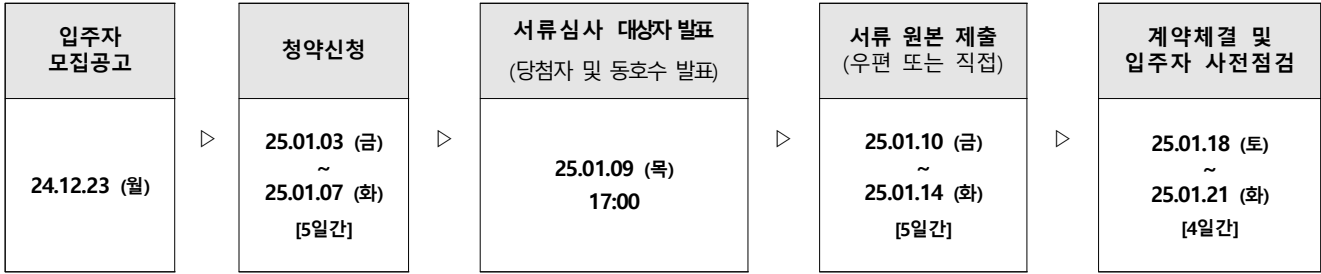 입주자
모집공고
청약신청
서류심사 대상자 발표
(당첨자 및 동호수 발표)
서류 원본 제출
(우편 또는 직접)
계약체결 및
입주자 사전점검
24.12.23 (월)
▷
25.01.03 (금)
~
25.01.07 (화)
[5일간]
▷
25.01.09 (목)
17:00
▷
25.01.10 (금)
~
25.01.14 (화)
[5일간]
▷
25.01.18 (토)
~
25.01.21 (화)
[4일간]